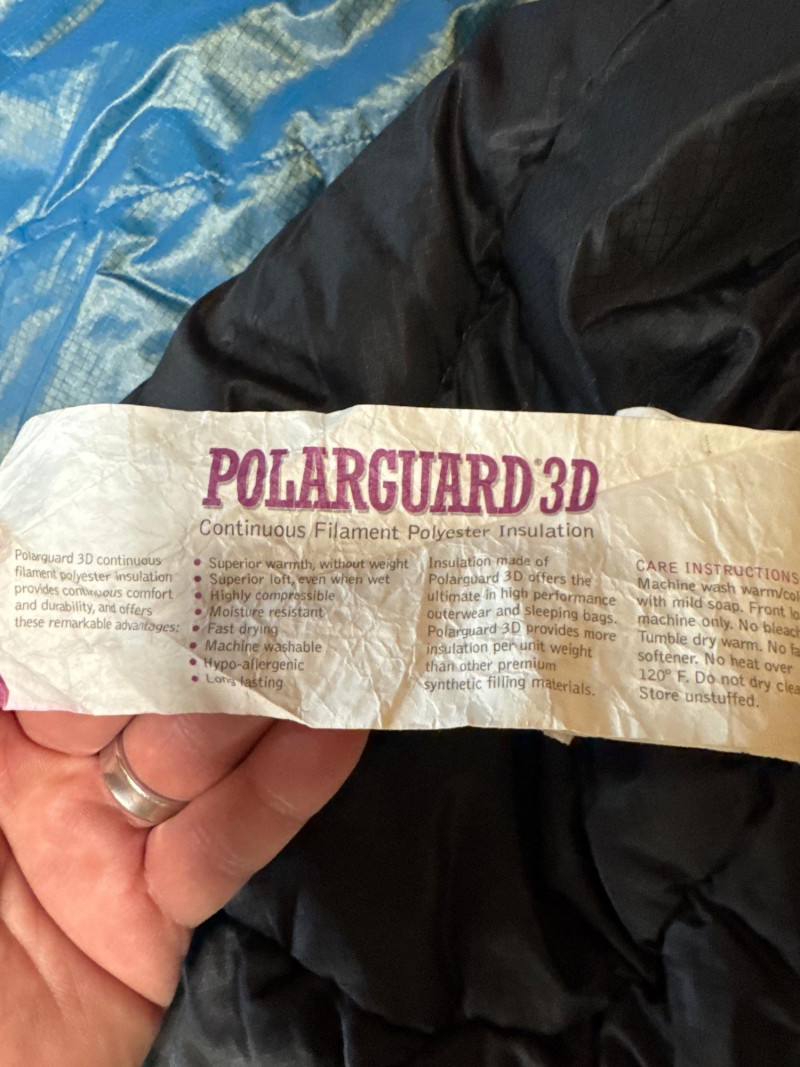 POLARGUARD® 3D
Continuous Filament Polyester Insulation
Polarguard 3D continuous
filament polyester insulation
provides continuous comfort
and durability, and offers
these remarkable advantages:
• Superior warmth, without weight
• Superior loft, even when wet
• Highly compressible
• Moisture resistant
• Fast drying
• Machine washable
• Hypo-allergenic
• Long lasting
Insulation made of
Polarguard 3D offers the
ultimate in high performance
outerwear and sleeping bags.
Polarguard 3D provides more
insulation per unit weight
than other premium
synthetic filling materials.
CARE INSTRUCTIONS
Machine wash warm/col
with mild soap. Front lo
machine only. No bleac
Tumble dry warm. No fa
softener. No heat over
120° F. Do not dry clea
Store unstuffed.